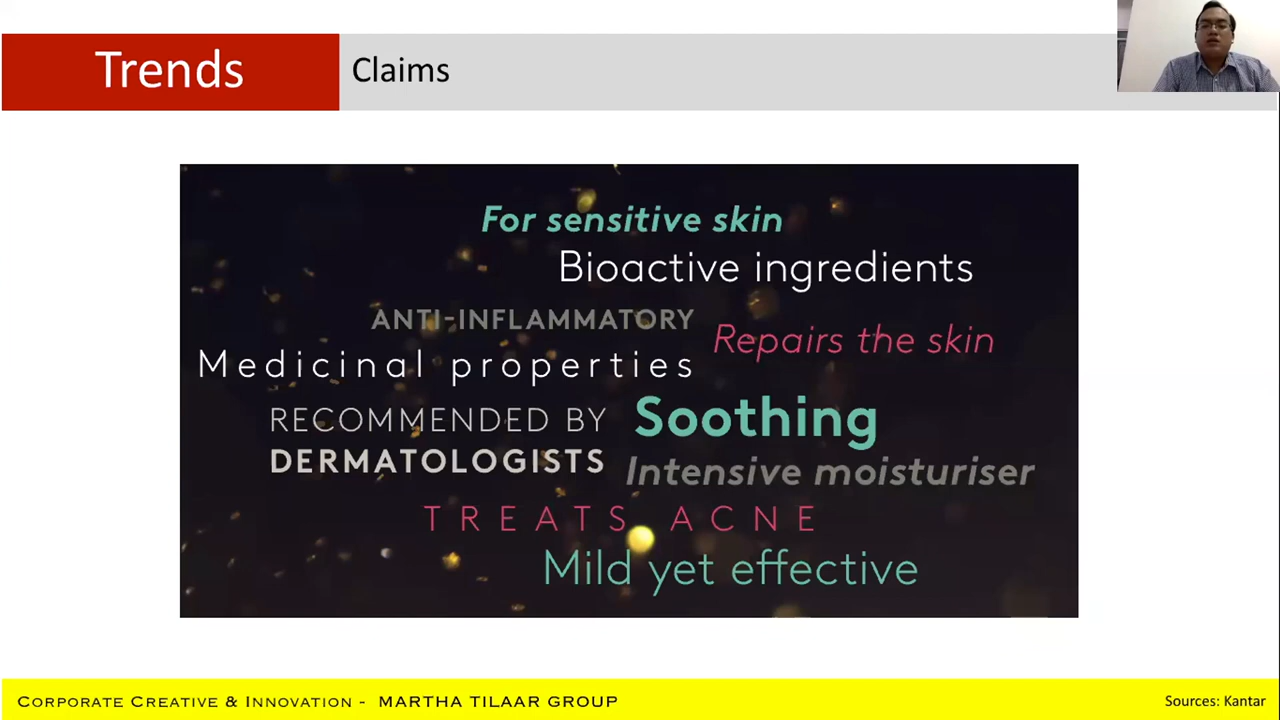 Trends
Claims
For sensitive skin
Bioactive ingredients
ANTI-INFLAMMATORY
Repairs the skin
Medicinal properties
RECOMMENDED BY
DERMATOLOGISTS
Soothing
Intensive moisturiser
TREATS ACNE
Mild yet effective
CORPORATE CREATIVE & INNOVATION - MARTHA TILAAR GROUP
Sources: Kantar